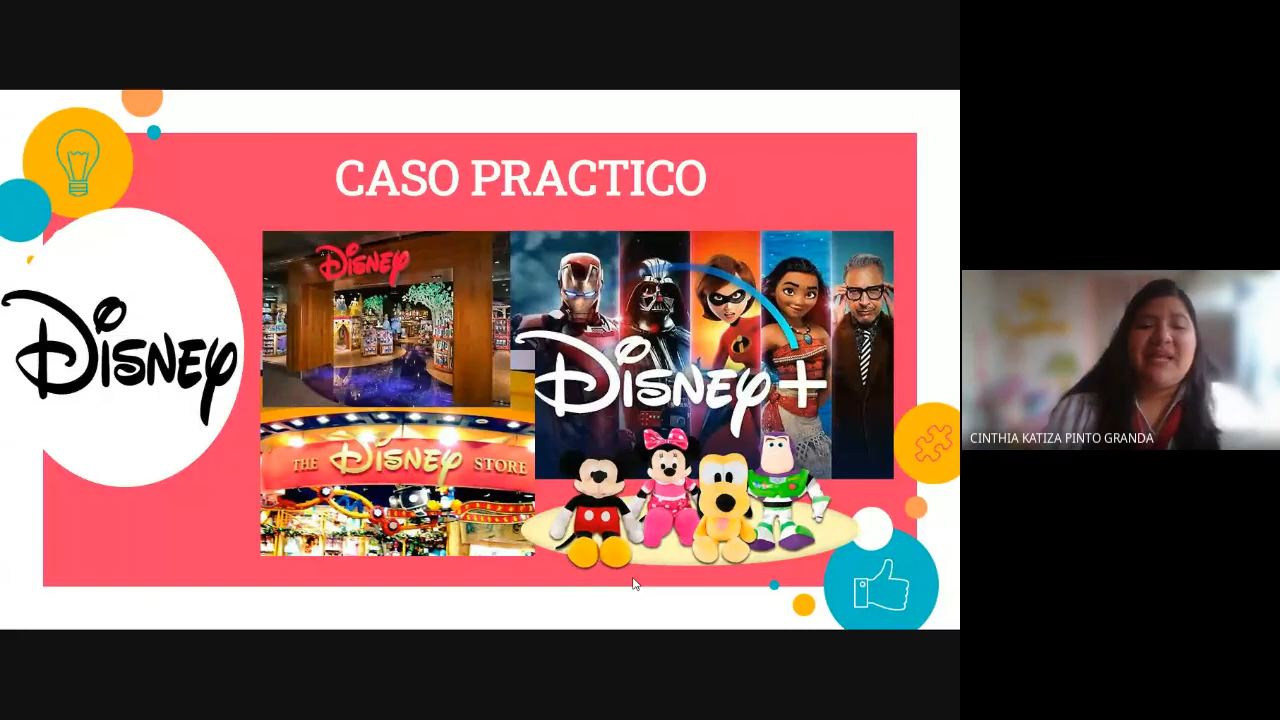 CASO PRACTICO
DISNEY
DISNEY
DISNEY+
THE DISNEY STORE
CINTHIA KATIZA PINTO GRANDA